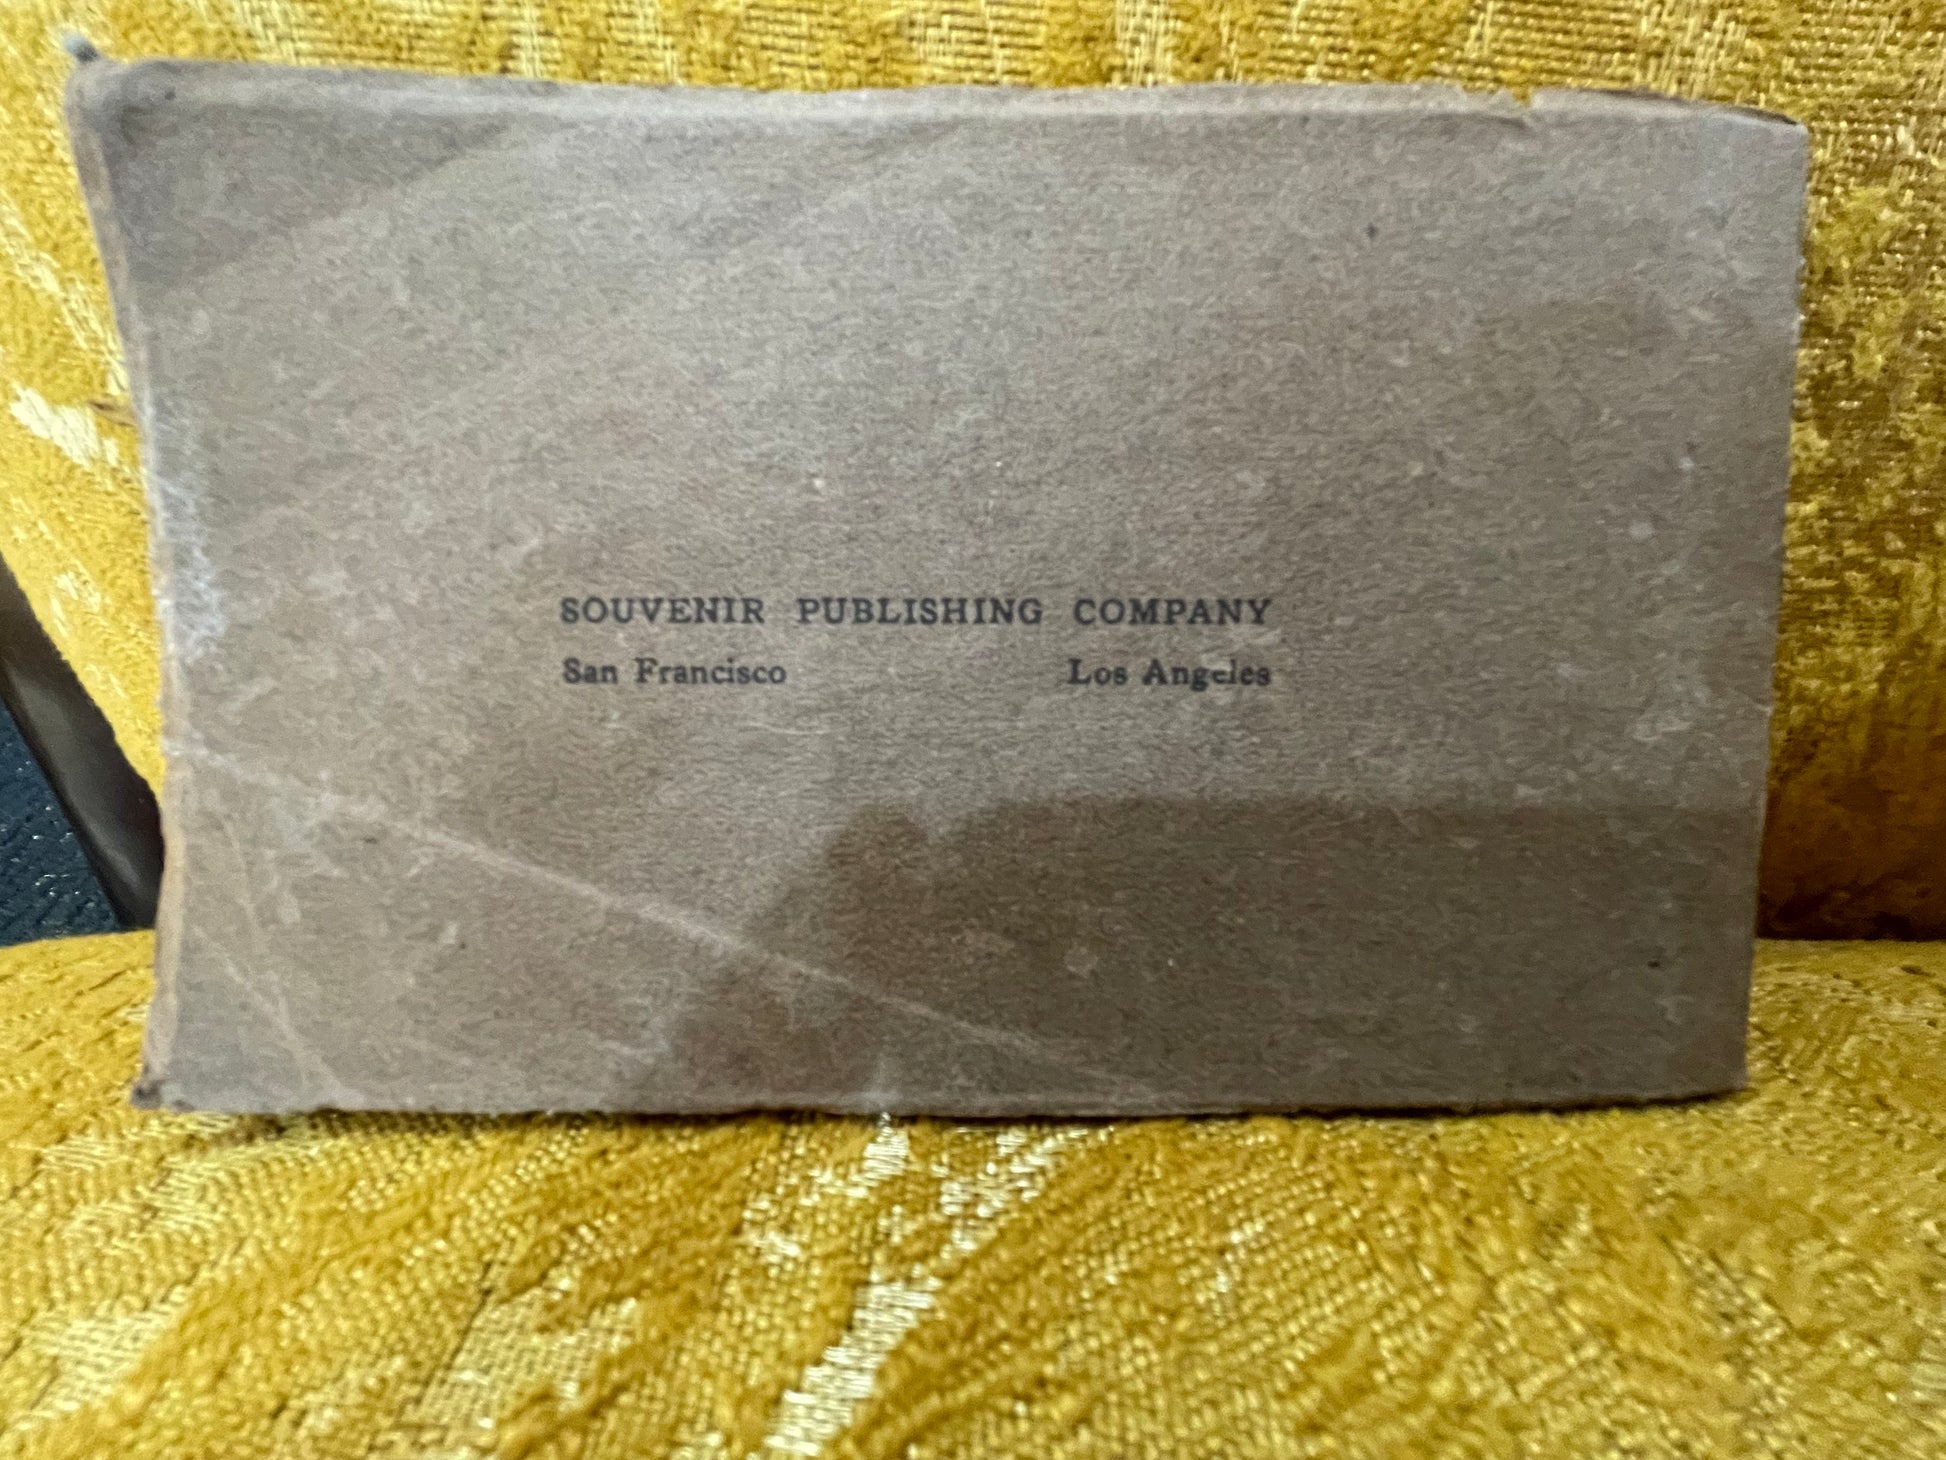 SOUVENIR PUBLISHING COMPANY
San Francisco Los Angeles